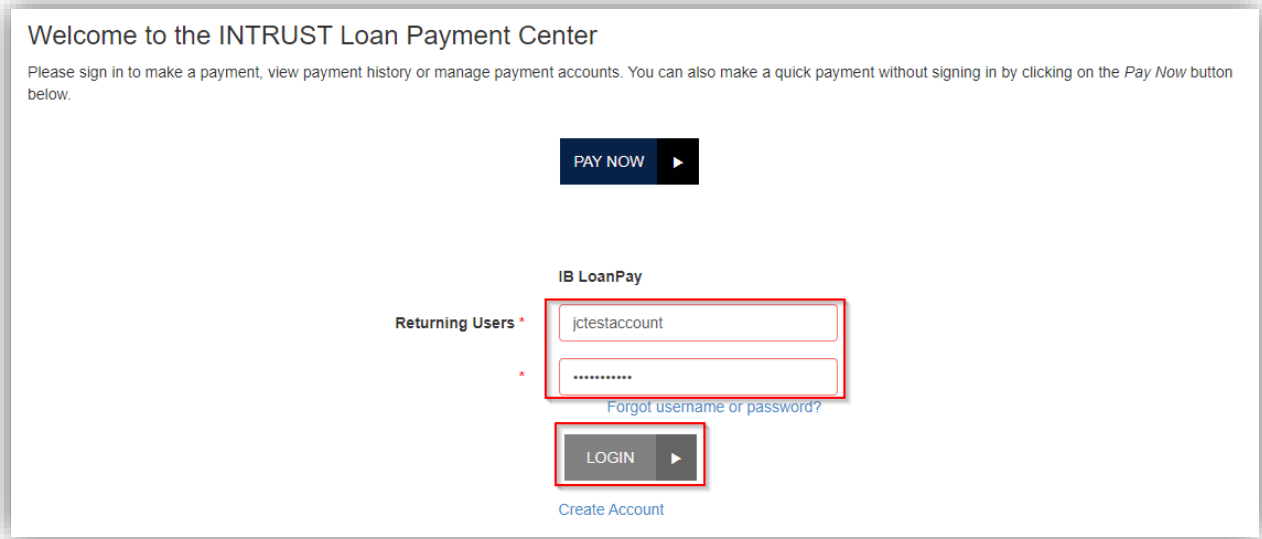 Welcome to the INTRUST Loan Payment Center
Please sign in to make a payment, view payment history or manage payment accounts. You can also make a quick payment without signing in by clicking on the Pay Now button
below.
PAY NOW
IB LoanPay
Returning Users *
jctestaccount
*
•••••••••••
Forgot username or password?
LOGIN
Create Account